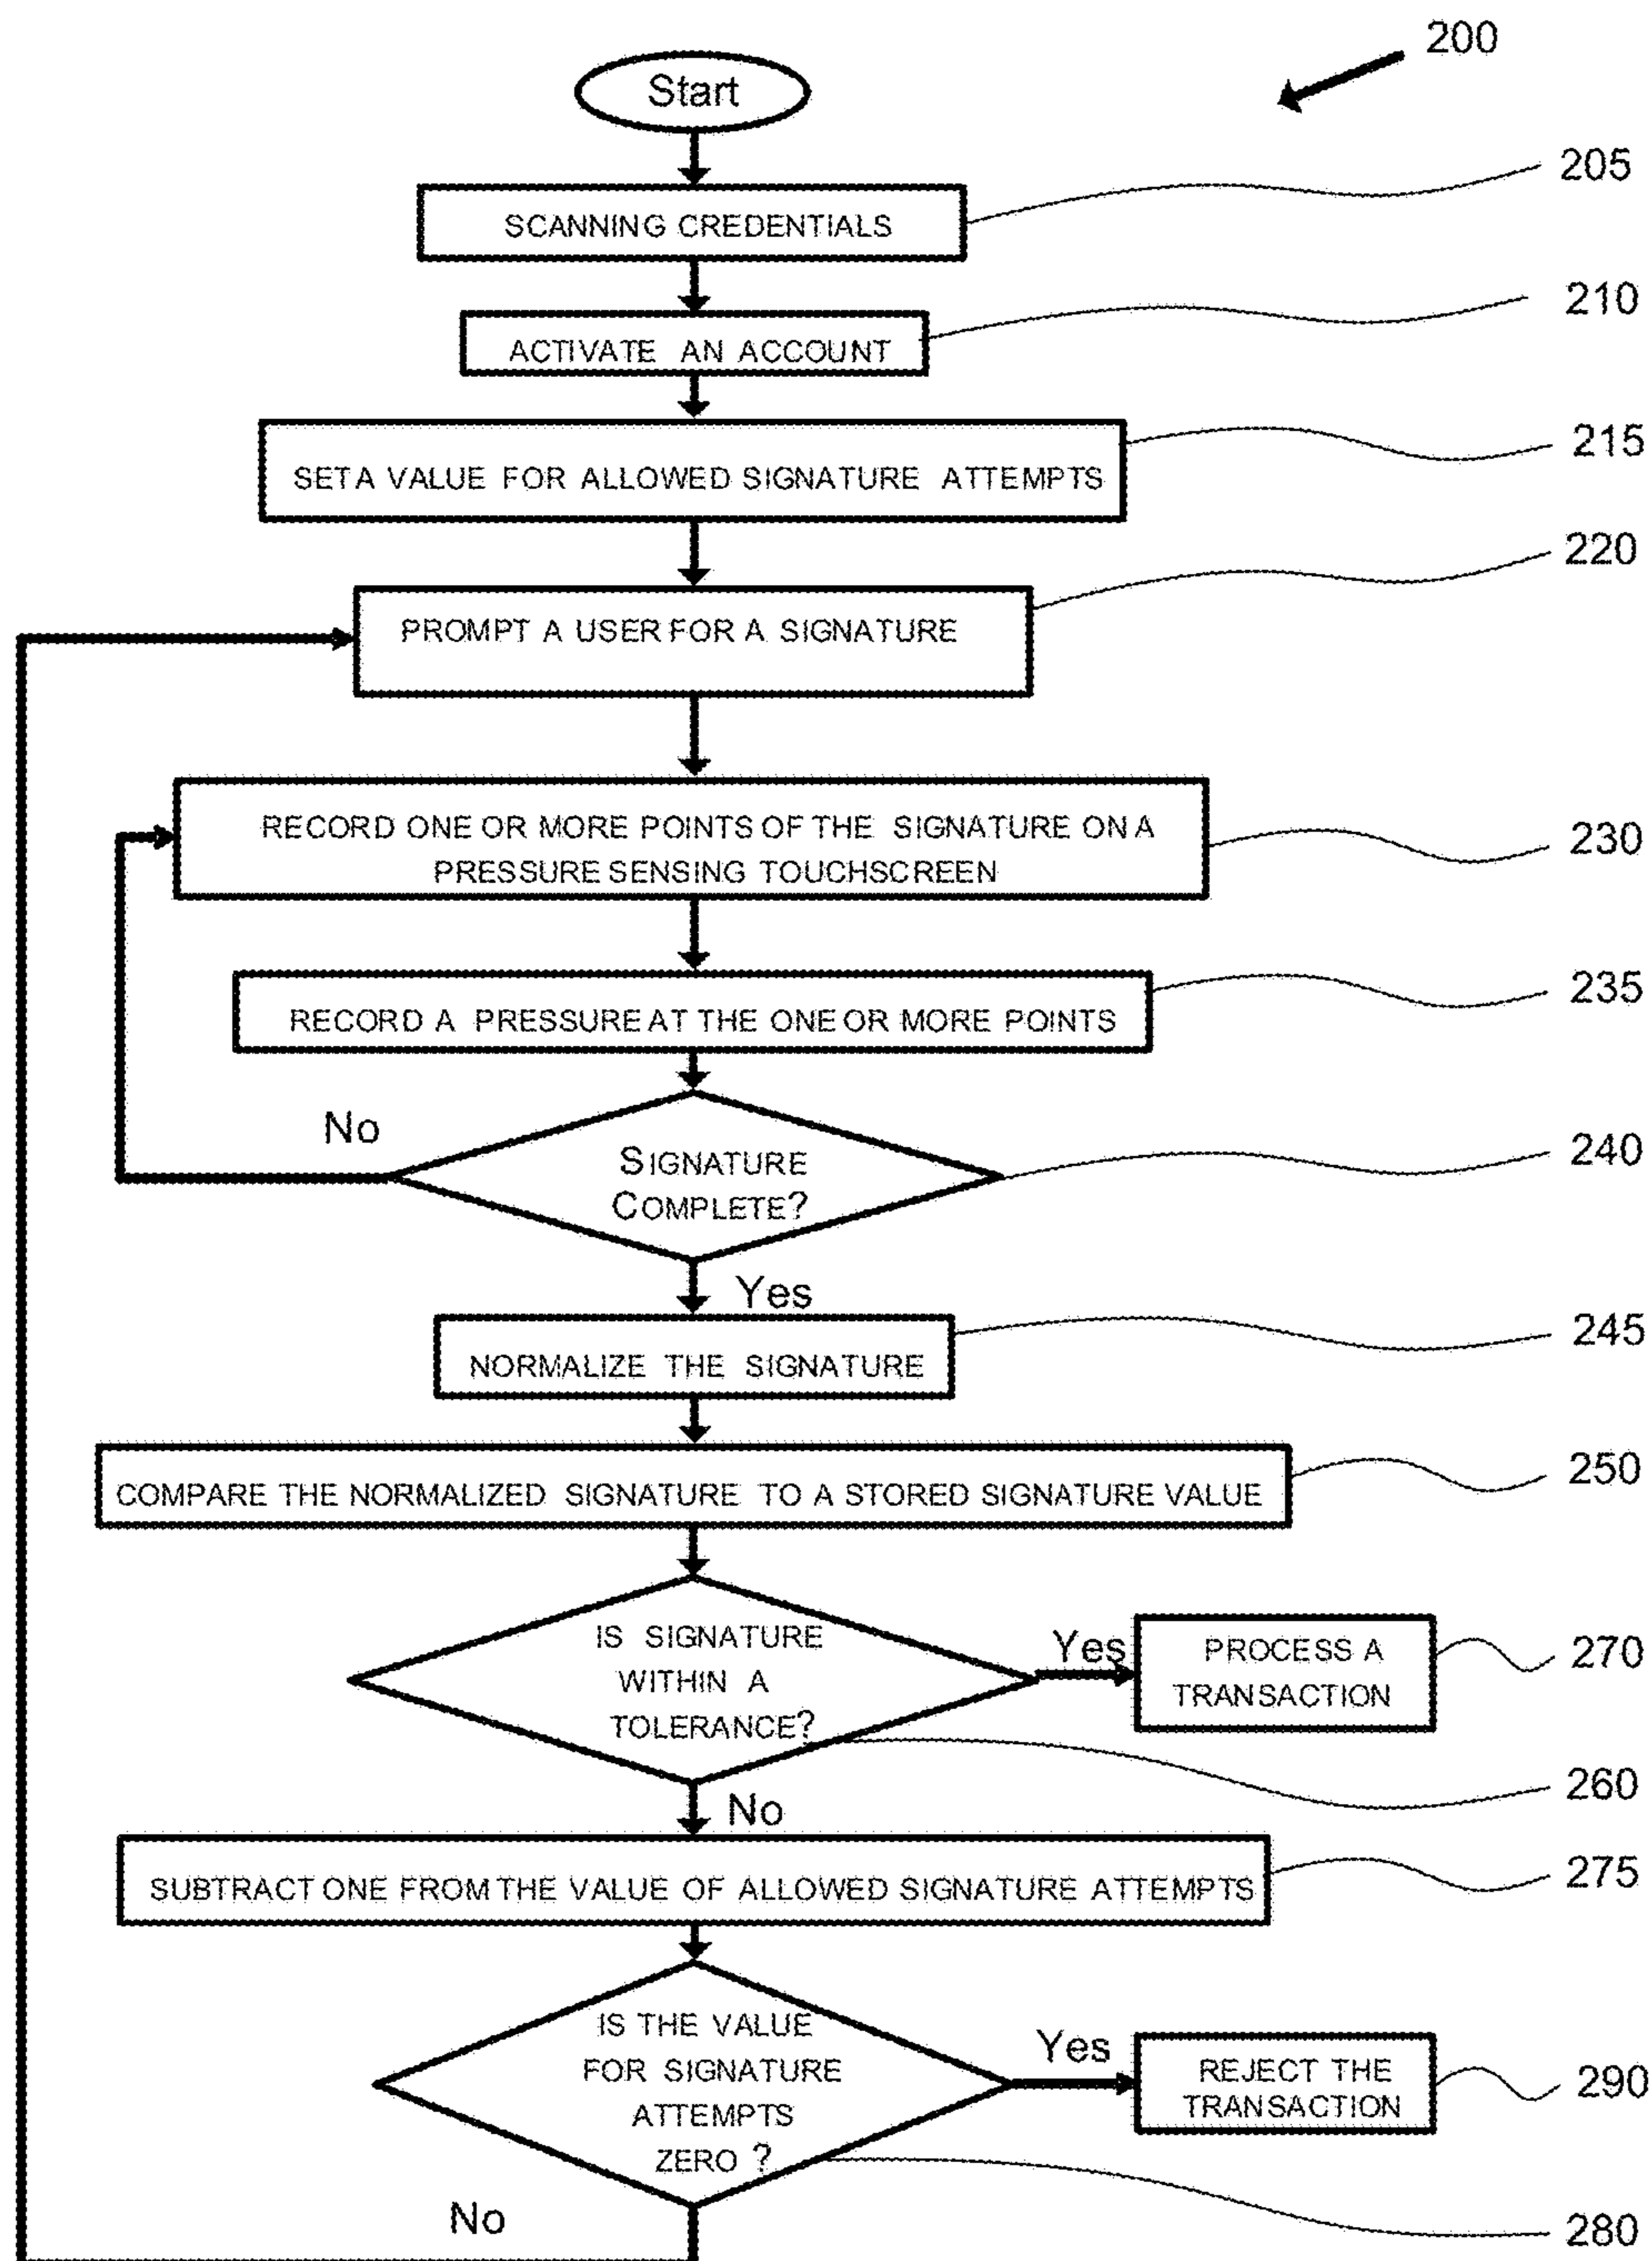 200
Start
205
SCANNING CREDENTIALS
210
ACTIVATE AN ACCOUNT
215
SET A VALUE FOR ALLOWED SIGNATURE ATTEMPTS
220
PROMPT A USER FOR A SIGNATURE
RECORD ONE OR MORE POINTS OF THE SIGNATURE ON A
PRESSURE SENSING TOUCHSCREEN
230
235
RECORD A PRESSURE AT THE ONE OR MORE POINTS
No
SIGNATURE
COMPLETE?
240
Yes
245
NORMALIZE THE SIGNATURE
250
COMPARE THE NORMALIZED SIGNATURE TO A STORED SIGNATURE VALUE
IS SIGNATURE
WITHIN A
TOLERANCE?
Yes
PROCESS A
TRANSACTION
270
260
No
275
SUBTRACT ONE FROM THE VALUE OF ALLOWED SIGNATURE ATTEMPTS
IS THE VALUE
FOR SIGNATURE
ATTEMPTS
ZERO ?
Yes
REJECT THE
TRANSACTION
290
No
280